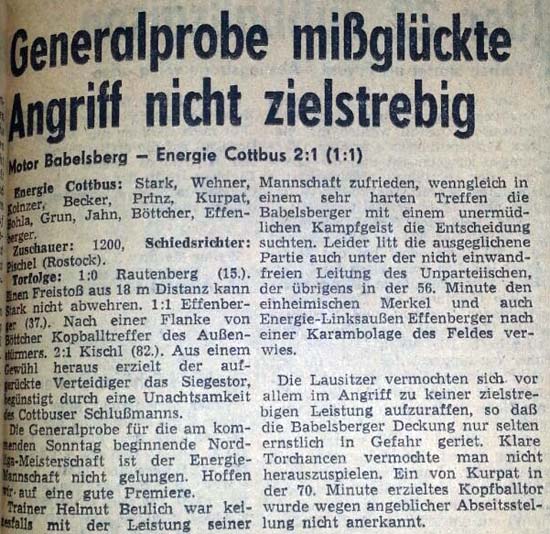 Generalprobe mißglückte
Angriff nicht zielstrebig
Motor Babelsberg – Energie Cottbus 2:1 (1:1)
Energie Cottbus: Stark, Wehner,
Koinzer, Becker, Prinz, Kurpat,
Bohla, Grun, Jahn, Böttcher, Effen-
berger.
Zuschauer: 1200, Schiedsrichter:
Pischel (Rostock).
Torfolge: 1:0 Rautenberg (15.).
Einen Freistoß aus 18 m Distanz kann
Stark nicht abwehren. 1:1 Effenber-
ger (37.). Nach einer Flanke von
Böttcher Kopballtreffer des Außen-
stürmers. 2:1 Kischl (82.). Aus einem
Gewühl heraus erzielt der auf-
gerückte Verteidiger das Siegestor,
begünstigt durch eine Unachtsamkeit
des Cottbuser Schlußmanns.
Die Generalprobe für die am kom-
menden Sonntag beginnende Nord-
liga-Meisterschaft ist der Energie-
Mannschaft nicht gelungen. Hoffen
wir auf eine gute Premiere.
Trainer Helmut Beulich war kei-
nesfalls mit der Leistung seiner
Mannschaft zufrieden, wenngleich in
einem sehr harten Treffen die
Babelsberger mit einem unermüd-
lichen Kampfgeist die Entscheidung
suchten. Leider litt die ausgeglichene
Partie auch unter der nicht einwand-
freien Leitung des Unparteiischen,
der übrigens in der 56. Minute den
einheimischen Merkel und auch
Energie-Linksaußen Effenberger nach
einer Karambolage des Feldes ver-
wies.
Die Lausitzer vermochten sich vor
allem im Angriff zu keiner zielstre-
bigen Leistung aufzuraffen, so daß
die Babelsberger Deckung nur selten
ernstlich in Gefahr geriet. Klare
Torchancen vermochte man nicht
herauszuspielen. Ein von Kurpat in
der 70. Minute erzieltes Kopfballtor
wurde wegen angeblicher Abseitsstel-
lung nicht anerkannt.